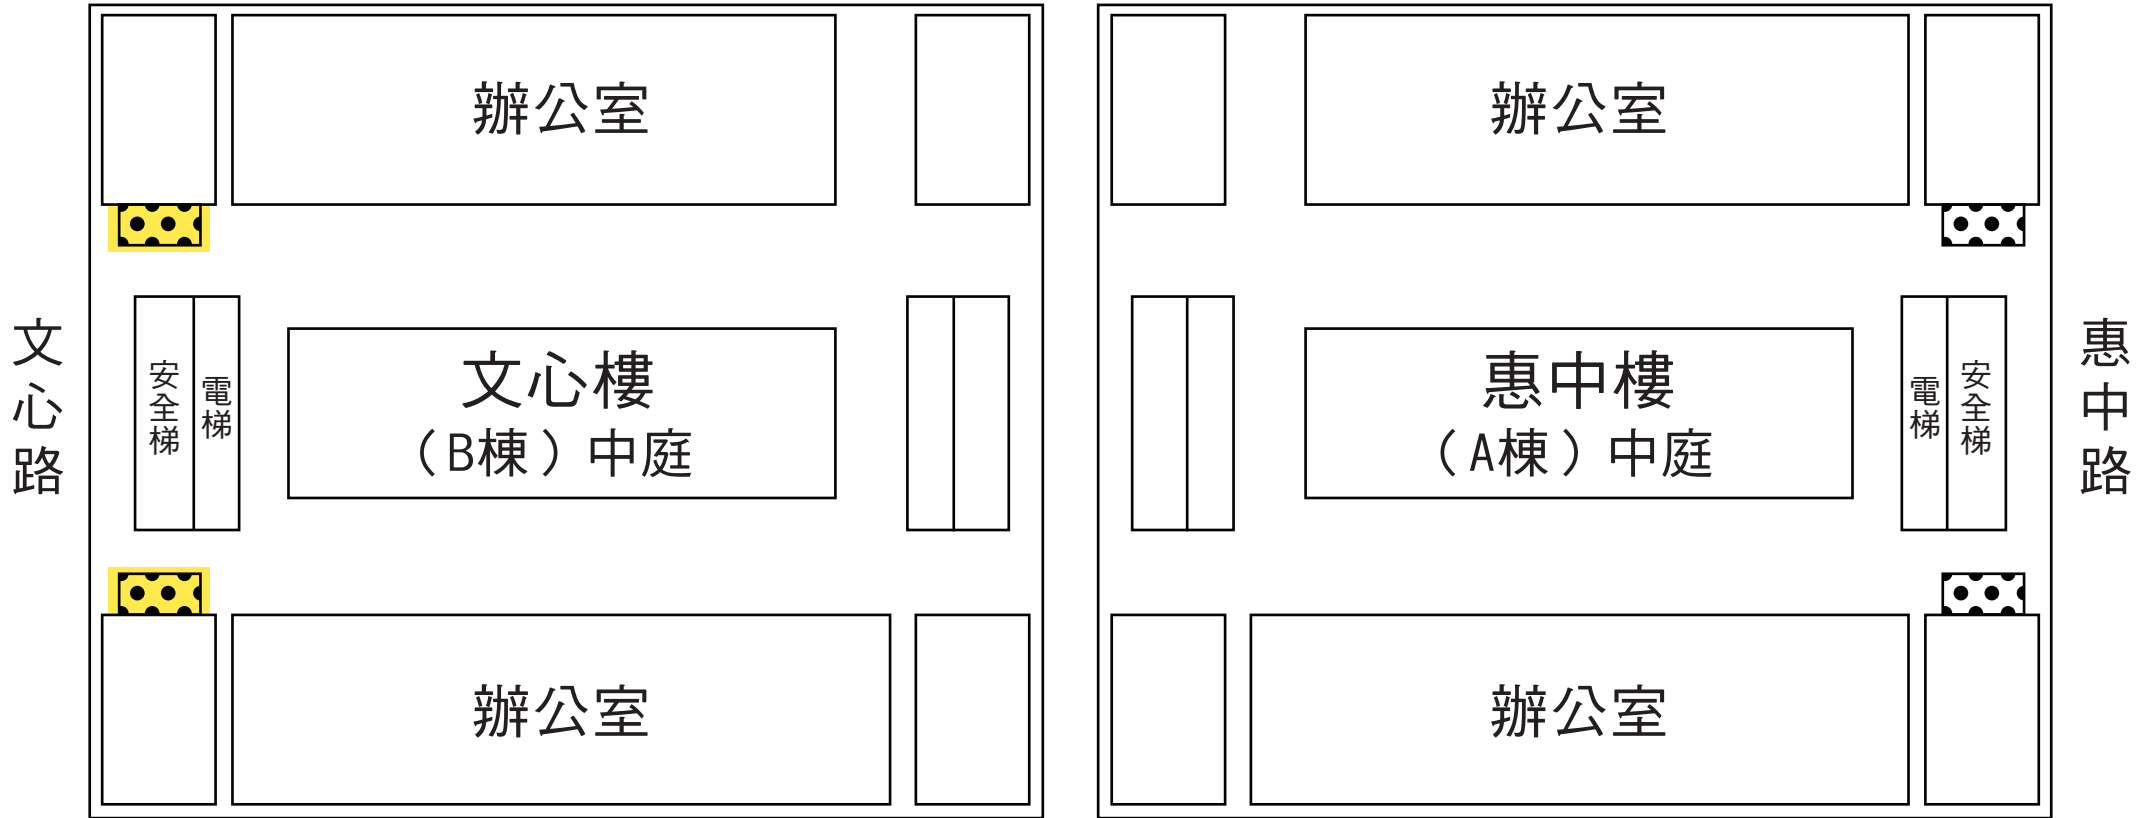 辦公室
辦公室
文心路
安全梯
電梯
文心樓
（B棟）中庭
惠中樓
（A棟）中庭
電梯
安全梯
惠中路
辦公室
辦公室